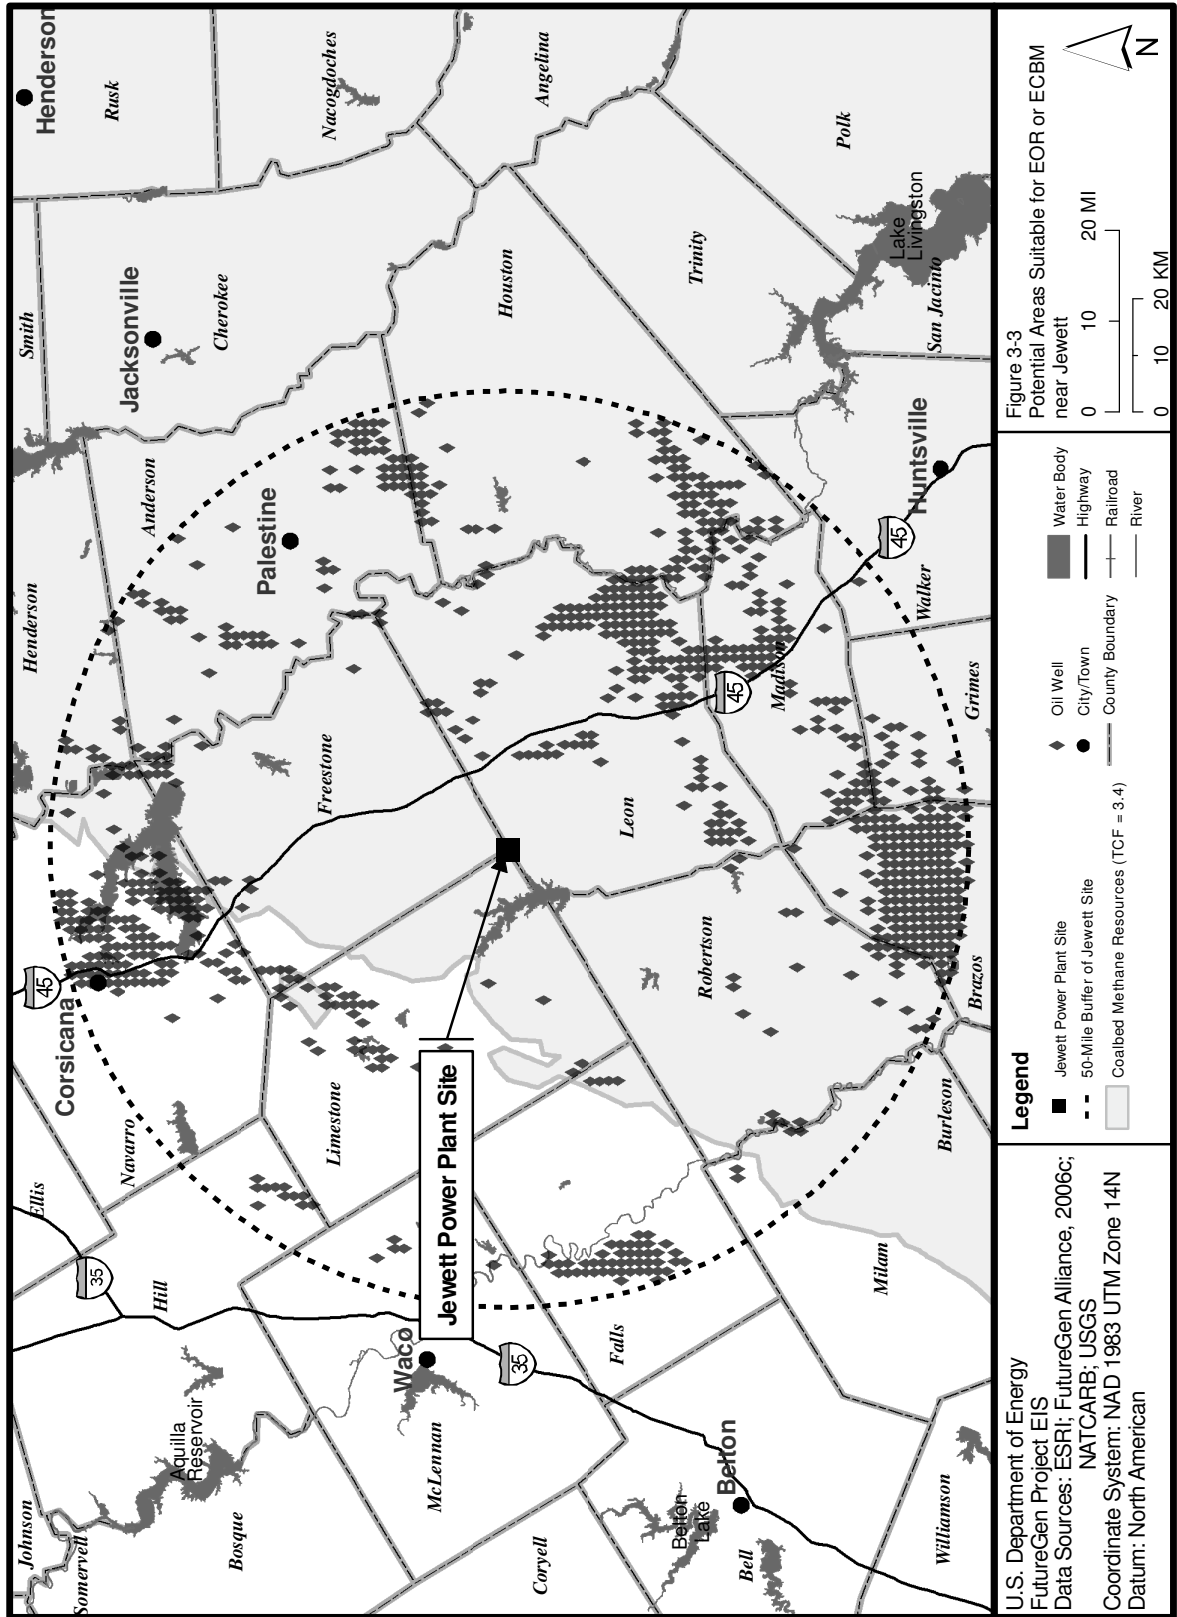 Johnson
Somervell
Bosque
Aquilla
Reservoir
Hill
Ellis
Navarro
Corsicana
45
35
Henderson
Smith
Rusk
Henderson
Anderson
Jacksonville
Cherokee
Nacogdoches
Palestine
Freestone
Limestone
Waco
McLennan
Jewett Power Plant Site
35
Coryell
Falls
Leon
Houston
Angelina
Belton
Lake
Belton
Bell
Robertson
Trinity
Madison
45
Polk
Lake
Livingston
Milam
45
Huntsville
Walker
San Jacinto
Williamson
Burleson
Brazos
Grimes
U.S. Department of Energy
FutureGen Project EIS
Data Sources: ESRI; FutureGen Alliance, 2006c;
NATCARB; USGS
Coordinate System: NAD 1983 UTM Zone 14N
Datum: North American
Legend
Jewett Power Plant Site
50-Mile Buffer of Jewett Site
Coalbed Methane Resources (TCF = 3.4)
Oil Well
City/Town
County Boundary
Water Body
Highway
Railroad
River
Figure 3-3
Potential Areas Suitable for EOR or ECBM
near Jewett
0 10 20 MI
0 10 20 KM
N